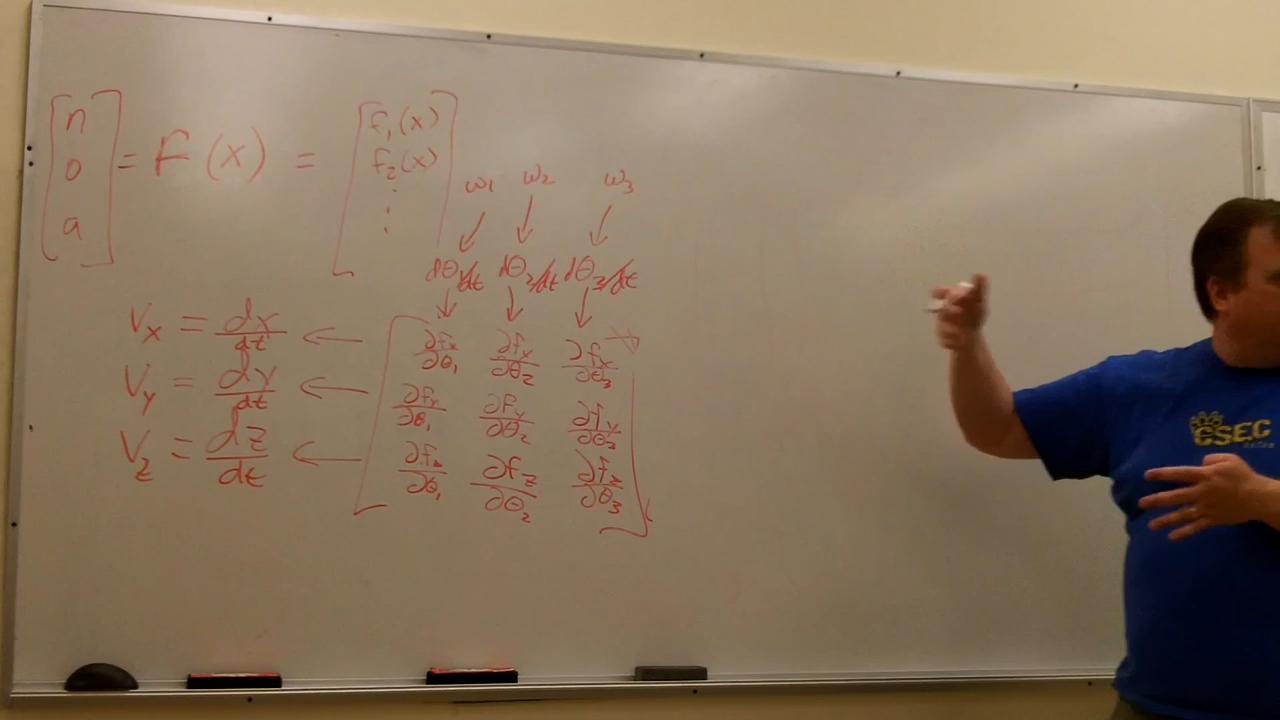 [n o a] = F(x) = [f₁(x) f₂(x) ⋮]
ω1 ω2 ω3
dθ₁/dt dθ₂/dt dθ₃/dt
Vx = dx/dt ← ∂fx/∂θ₁ ∂fx/∂θ₂ ∂fx/∂θ₃
Vy = dy/dt ← ∂fy/∂θ₁ ∂fy/∂θ₂ ∂fy/∂θ₃
Vz = dz/dt ← ∂fz/∂θ₁ ∂fz/∂θ₂ ∂fz/∂θ₃
CSEC